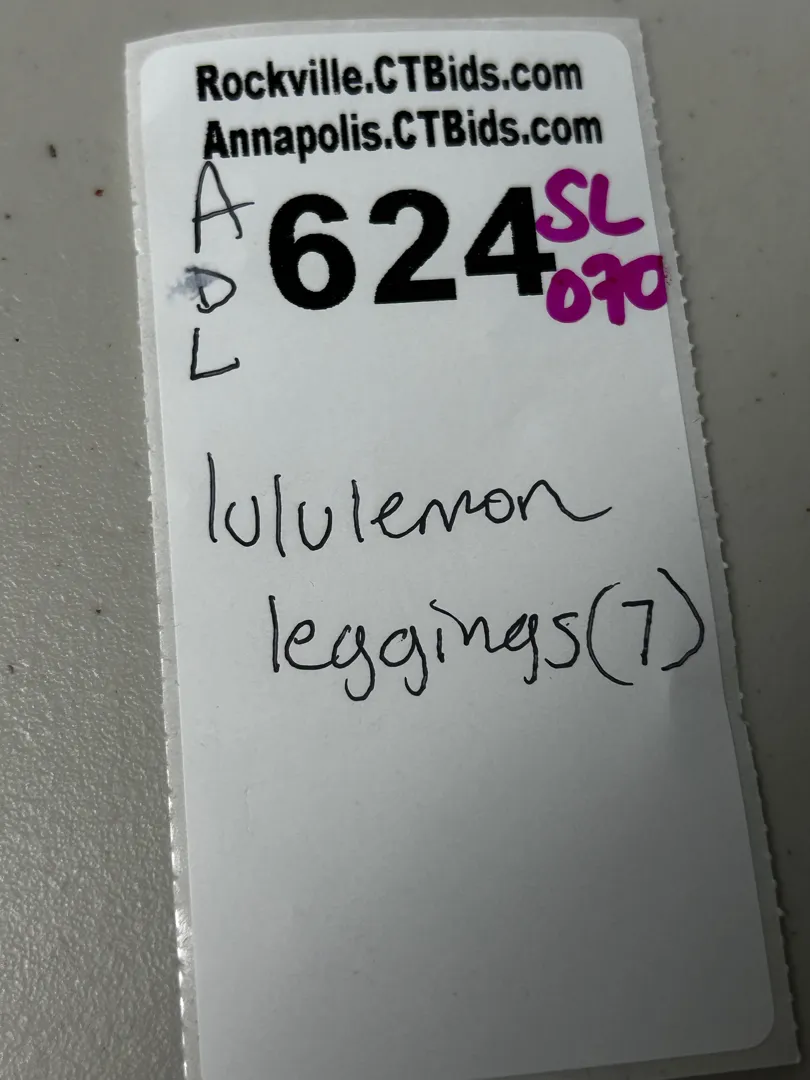 Rockville.CTBids.com
Annapolis.CTBids.com
A
D
L
624
SL
070
lululemon
leggings(7)